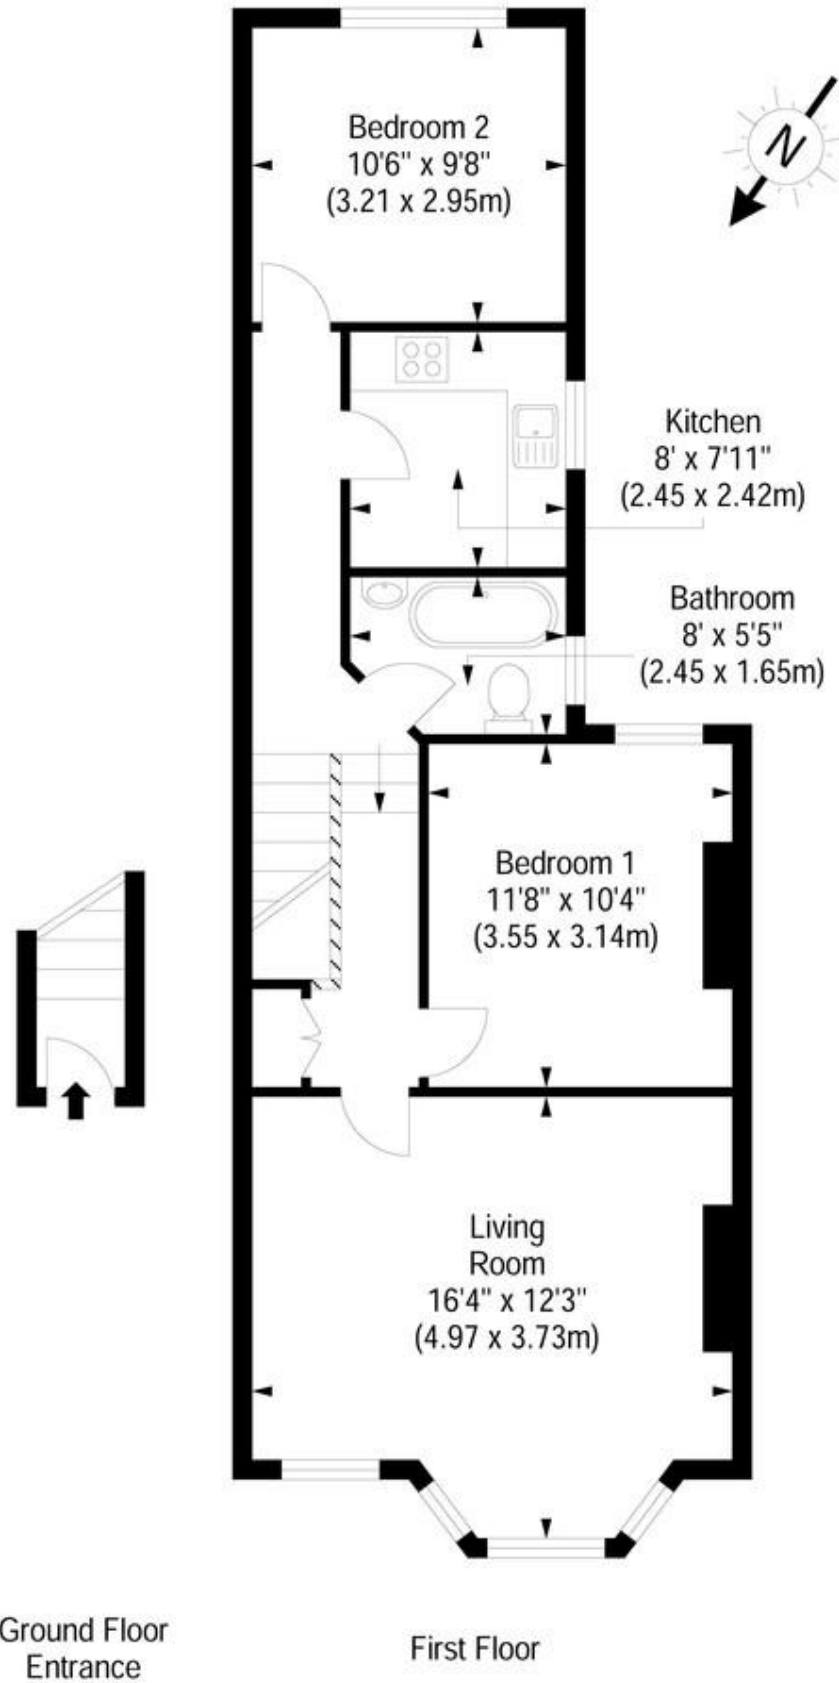 Bedroom 2
10'6" x 9'8"
(3.21 x 2.95m)
N
Kitchen
8' x 7'11"
(2.45 x 2.42m)
Bathroom
8' x 5'5"
(2.45 x 1.65m)
Bedroom 1
11'8" x 10'4"
(3.55 x 3.14m)
Living
Room
16'4" x 12'3"
(4.97 x 3.73m)
Ground Floor
Entrance
First Floor